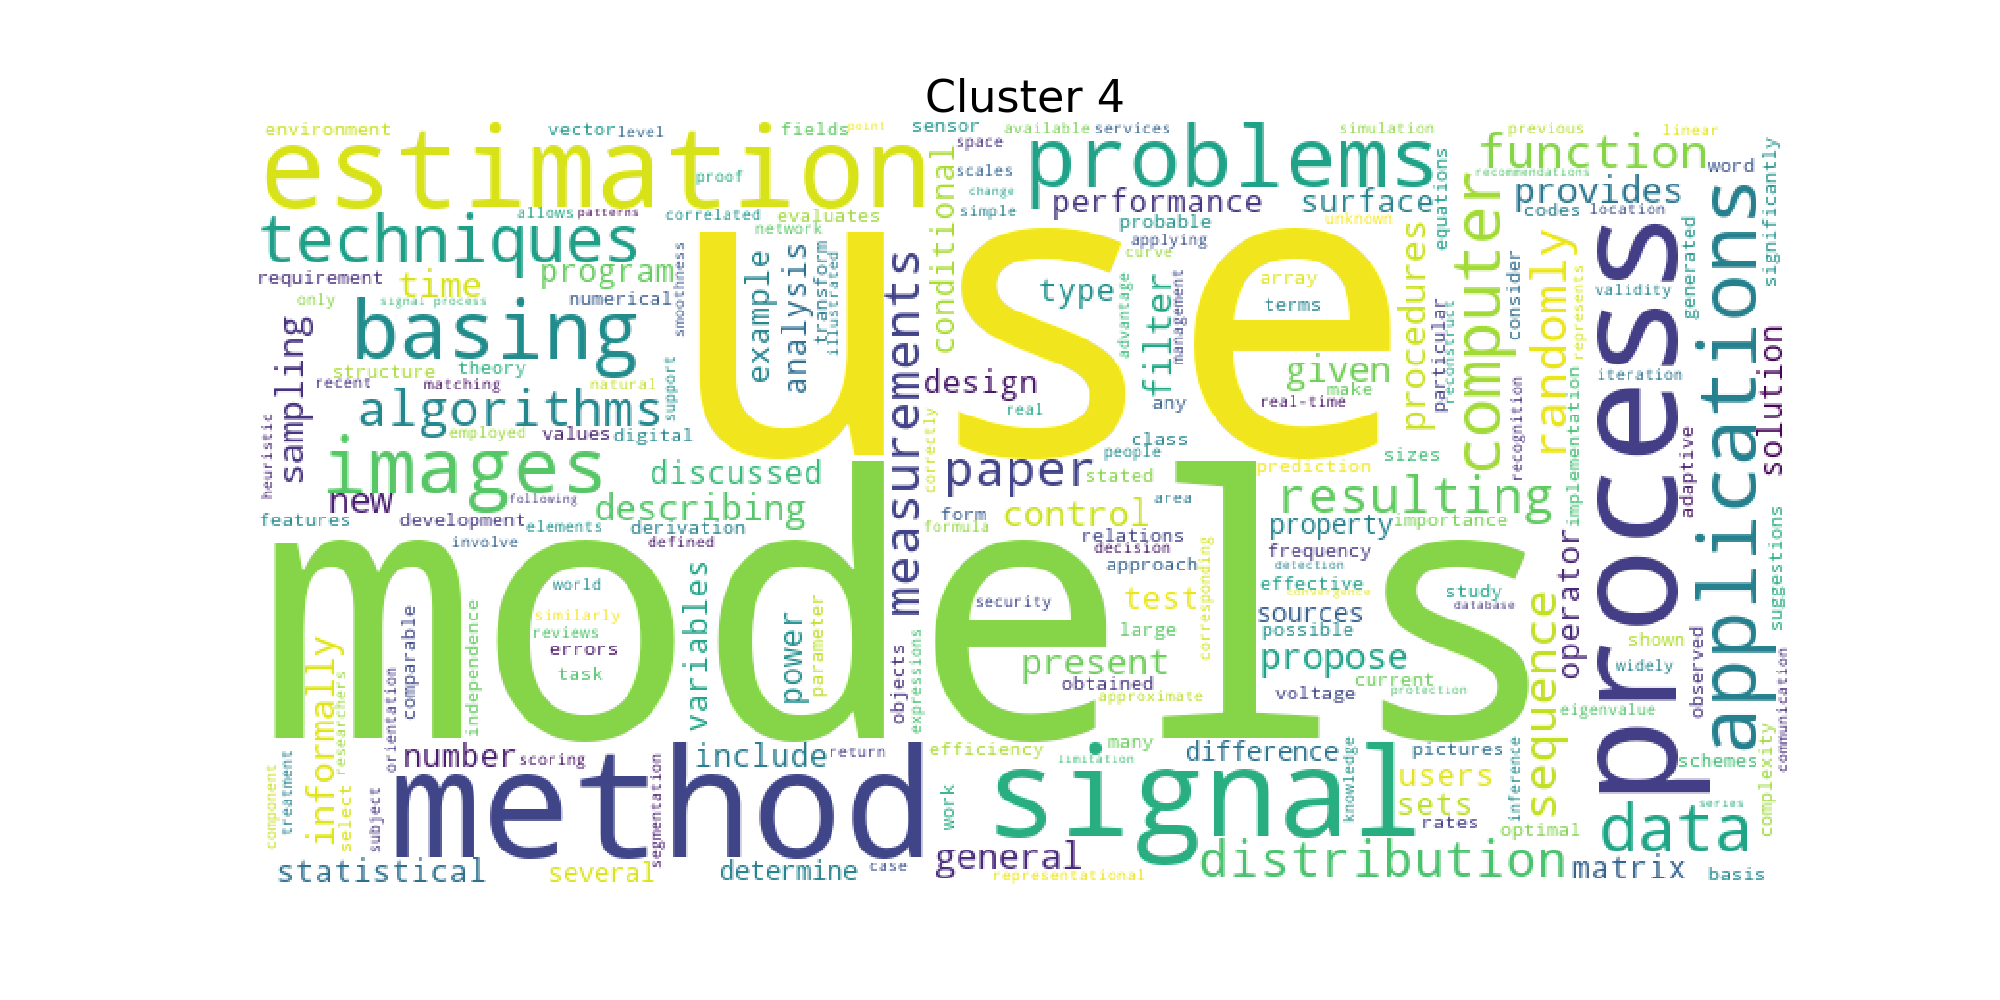 Cluster 4
environment
vector
level
fields
point
sensor
available
services
simulation
previous
linear
estimation
proof
space
scales
change
simple
problems
equations
function
recommendations
word
significantly
performance
surface
provides
codes
location
allows
patterns
correlated
evaluates
network
conditional
probable
unknown
applying
curve
techniques
requirement
time
program
numerical
smoothness
only
signal process
example
analysis
transform
illustrated
measurements
use
type
advantage
filter
management
array
terms
procedures
particular
reconstruct
computer
consider
randomly
represents
validity
generated
process
applications
basing
structure
theory
recent
matching
natural
support
sampling
heuristic
algorithms
employed
values
digital
design
real
any
given
make
real-time
recognition
implementation
iteration
adaptive
solution
images
discussed
correctly
paper
class
people
stated
prediction
sizes
new
following
describing
features
development
elements
derivation
involve
defined
area
form
formula
control
relations
decision
approach
resulting
property
importance
frequency
detection
effective
convergence
study
database
operator
suggestions
models
world
similarly
reviews
errors
task
comparable
independence
variables
power
parameter
objects
expressions
security
test
large
corresponding
present
obtained
approximate
sources
possible
propose
current
voltage
protection
sequence
eigenvalue
shown
widely
observed
communication
informally
researchers
orientation
number
scoring
include
return
efficiency
many
limitation
difference
knowledge
pictures
inference
schemes
complexity
component
treatment
select
subject
method
segmentation
work
signal
users
sets
rates
optimal
data
series
statistical
several
determine
case
general
representational
distribution
matrix
basis